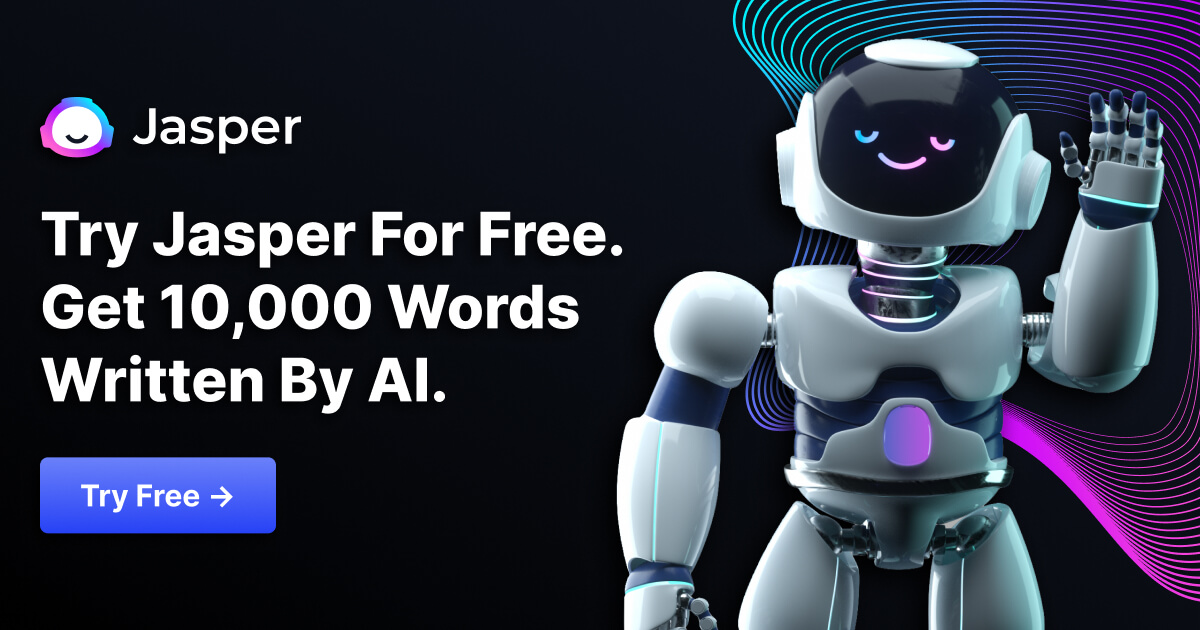 Jasper
Try Jasper For Free.
Get 10,000 Words
Written By AI.
Try Free →